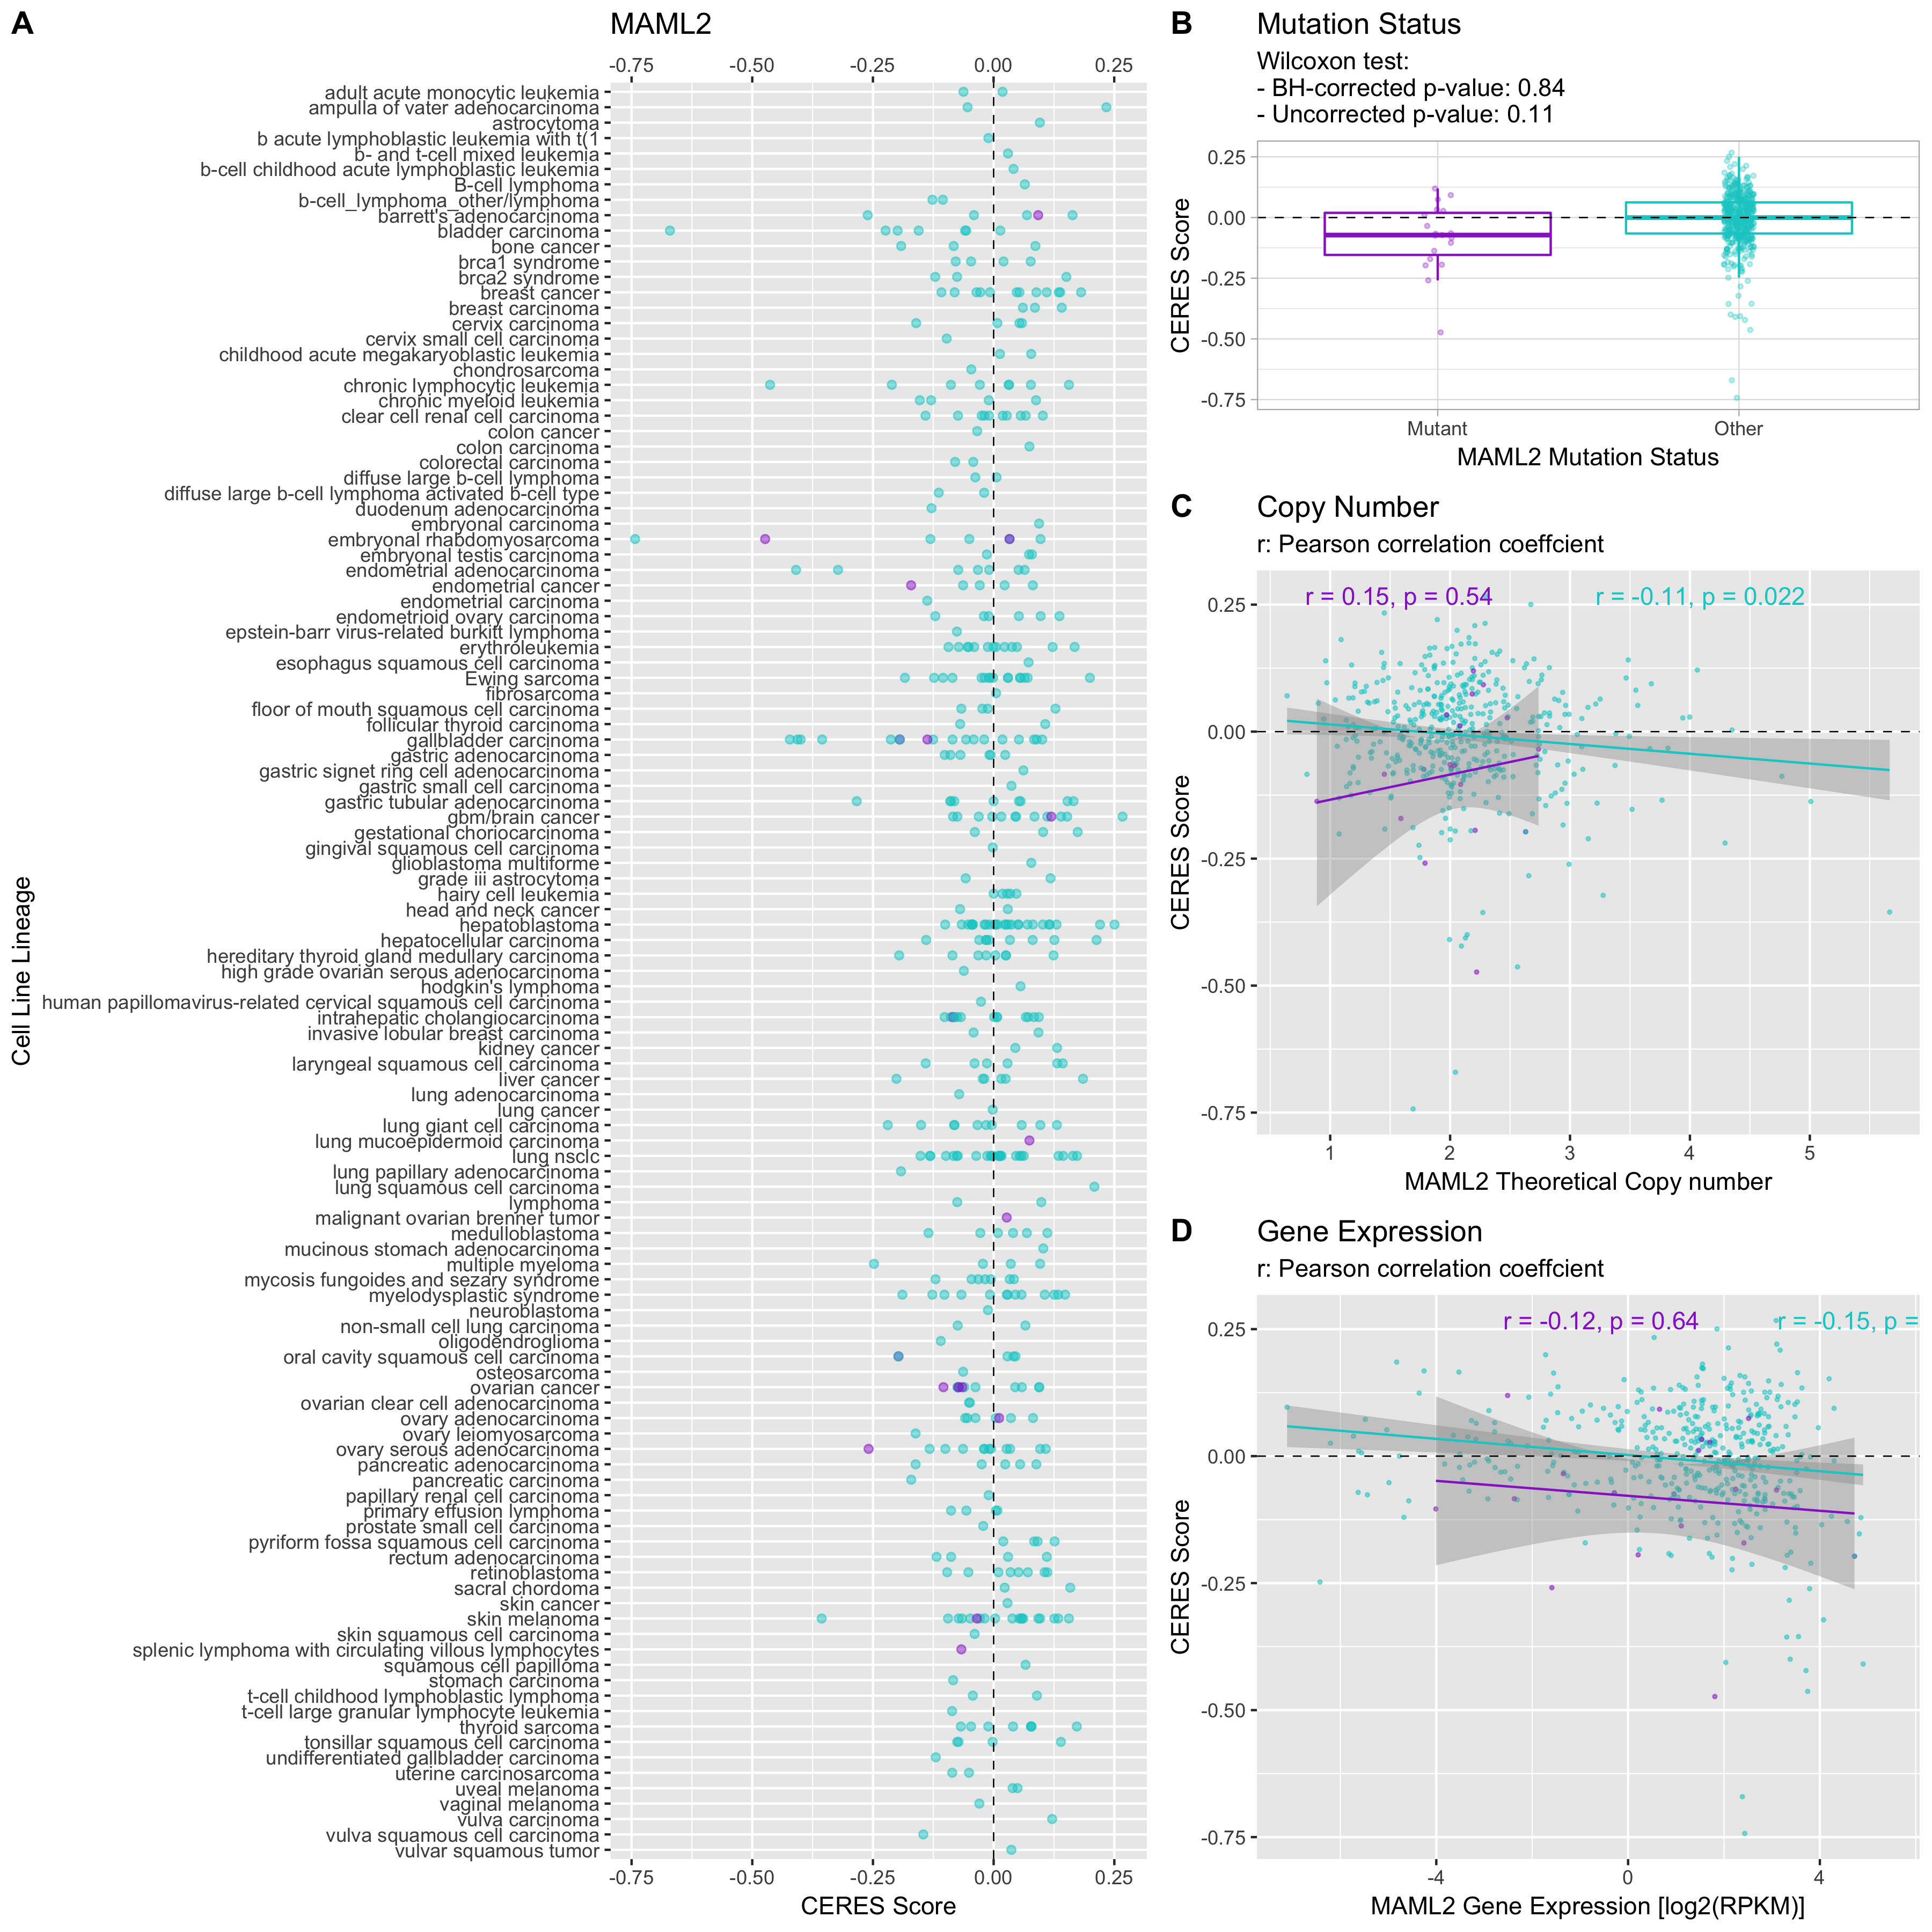 A
MAML2
-0.75 -0.50 -0.25 0.00 0.25
adult acute monocytic leukemia
ampulla of vater adenocarcinoma
astrocytoma
b acute lymphoblastic leukemia with t(1
b- and t-cell mixed leukemia
b-cell childhood acute lymphoblastic leukemia
B-cell lymphoma
b-cell_lymphoma_other/lymphoma
barrett's adenocarcinoma
bladder carcinoma
bone cancer
brca1 syndrome
brca2 syndrome
breast cancer
breast carcinoma
cervix carcinoma
cervix small cell carcinoma
childhood acute megakaryoblastic leukemia
chondrosarcoma
chronic lymphocytic leukemia
chronic myeloid leukemia
clear cell renal cell carcinoma
colon cancer
colon carcinoma
colorectal carcinoma
diffuse large b-cell lymphoma
diffuse large b-cell lymphoma activated b-cell type
duodenum adenocarcinoma
embryonal carcinoma
embryonal rhabdomyosarcoma
embryonal testis carcinoma
endometrial adenocarcinoma
endometrial cancer
endometrial carcinoma
endometrioid ovary carcinoma
epstein-barr virus-related burkitt lymphoma
erythroleukemia
esophagus squamous cell carcinoma
Ewing sarcoma
fibrosarcoma
floor of mouth squamous cell carcinoma
follicular thyroid carcinoma
gallbladder carcinoma
gastric adenocarcinoma
gastric signet ring cell adenocarcinoma
gastric small cell carcinoma
gastric tubular adenocarcinoma
gbm/brain cancer
gestational choriocarcinoma
gingival squamous cell carcinoma
glioblastoma multiforme
grade iii astrocytoma
hairy cell leukemia
head and neck cancer
hepatoblastoma
hepatocellular carcinoma
hereditary thyroid gland medullary carcinoma
high grade ovarian serous adenocarcinoma
hodgkin's lymphoma
human papillomavirus-related cervical squamous cell carcinoma
intrahepatic cholangiocarcinoma
invasive lobular breast carcinoma
kidney cancer
laryngeal squamous cell carcinoma
liver cancer
lung adenocarcinoma
lung cancer
lung giant cell carcinoma
lung mucoepidermoid carcinoma
lung nsclc
lung papillary adenocarcinoma
lung squamous cell carcinoma
lymphoma
malignant ovarian brenner tumor
medulloblastoma
mucinous stomach adenocarcinoma
multiple myeloma
mycosis fungoides and sezary syndrome
myelodysplastic syndrome
neuroblastoma
non-small cell lung carcinoma
oligodendroglioma
oral cavity squamous cell carcinoma
osteosarcoma
ovarian cancer
ovarian clear cell adenocarcinoma
ovary adenocarcinoma
ovary leiomyosarcoma
ovary serous adenocarcinoma
pancreatic adenocarcinoma
pancreatic carcinoma
papillary renal cell carcinoma
primary effusion lymphoma
prostate small cell carcinoma
pyriform fossa squamous cell carcinoma
rectum adenocarcinoma
retinoblastoma
sacral chordoma
skin cancer
skin melanoma
skin squamous cell carcinoma
splenic lymphoma with circulating villous lymphocytes
squamous cell papilloma
stomach carcinoma
t-cell childhood lymphoblastic lymphoma
t-cell large granular lymphocyte leukemia
thyroid sarcoma
tonsillar squamous cell carcinoma
undifferentiated gallbladder carcinoma
uterine carcinosarcoma
uveal melanoma
vaginal melanoma
vulva carcinoma
vulva squamous cell carcinoma
vulvar squamous tumor
-0.75 -0.50 -0.25 0.00 0.25
CERES Score
Cell Line Lineage
B
Mutation Status
Wilcoxon test:
- BH-corrected p-value: 0.84
- Uncorrected p-value: 0.11
0.25
0.00
-0.25
-0.50
-0.75
CERES Score
Mutant Other
MAML2 Mutation Status
C
Copy Number
r: Pearson correlation coeffcient
r = 0.15, p = 0.54 r = -0.11, p = 0.022
0.25
0.00
-0.25
-0.50
-0.75
CERES Score
1 2 3 4 5
MAML2 Theoretical Copy number
D
Gene Expression
r: Pearson correlation coeffcient
r = -0.12, p = 0.64 r = -0.15, p =
0.25
0.00
-0.25
-0.50
-0.75
CERES Score
-4 0 4
MAML2 Gene Expression [log2(RPKM)]